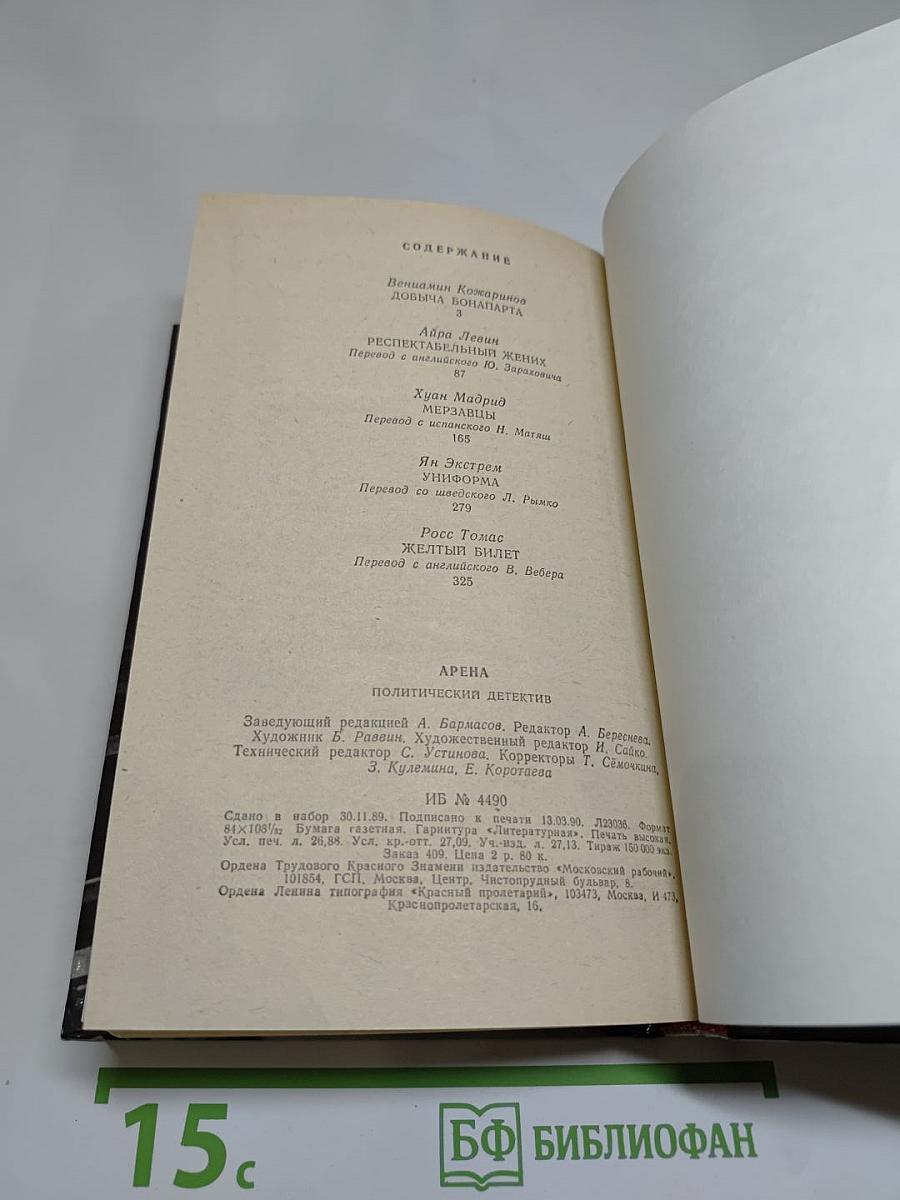 СОДЕРЖАНИЕ
Вениамин Кожаринов
ДОБЫЧА БОНАПАРТА
3
Айра Левин
РЕСПЕКТАБЕЛЬНЫЙ ЖЕНИХ
Перевод с английского Ю. Зараховича
87
Хуан Мадрид
МЕРЗАВЦЫ
Перевод с испанского Н. Матяш
165
Ян Экстрем
УНИФОРМА
Перевод со шведского Л. Рымко
279
Росс Томас
ЖЕЛТЫЙ БИЛЕТ
Перевод с английского В. Вебера
325
АРЕНА
ПОЛИТИЧЕСКИЙ ДЕТЕКТИВ
Заведующий редакцией А. Бармасов. Редактор А. Береснева.
Художник Б. Раввин. Художественный редактор И. Сайко.
Технический редактор С. Устинова. Корректоры Т. Сёмочкина,
З. Кулемина, Е. Коротаева
ИБ № 4490
Сдано в набор 30.11.89. Подписано к печати 13.03.90. Л23036. Формат
84×108¹/₃₂ Бумага газетная. Гарнитура «Литературная». Печать высокая.
Усл. печ. л. 26,88. Усл. кр.-отт. 27,09. Уч.-изд. л. 27,13. Тираж 150 000 экз.
Заказ 409. Цена 2 р. 80 к.
Ордена Трудового Красного Знамени издательство «Московский рабочий».
101854, ГСП, Москва, Центр, Чистопрудный бульвар, 8.
Ордена Ленина типография «Красный пролетарий», 103473, Москва, И-473,
Краснопролетарская, 16.
15 с
БФ БИБЛИОФАН